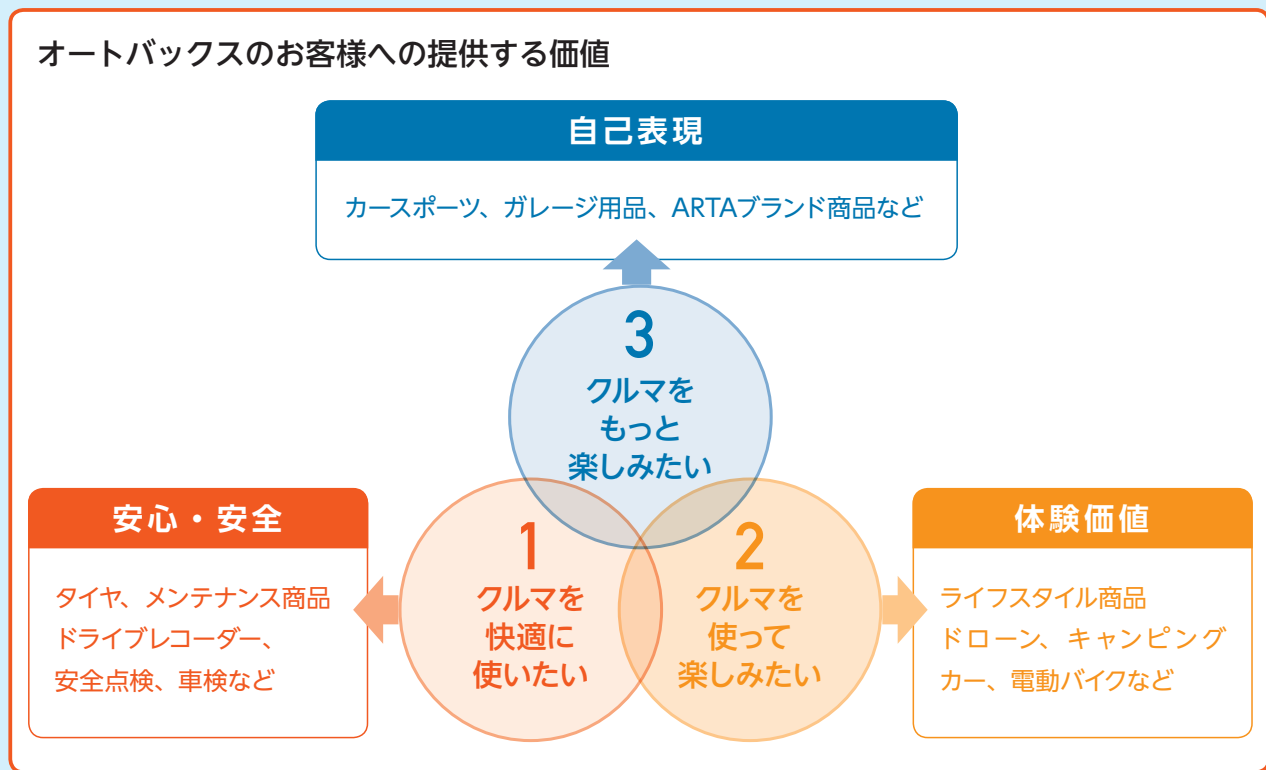 オートバックスのお客様への提供する価値
自己表現
カースポーツ、ガレージ用品、ARTAブランド商品など
3
クルマを
もっと
楽しみたい
安心・安全
タイヤ、メンテナンス商品
ドライブレコーダー、
安全点検、車検など
1
クルマを
快適に
使いたい
2
クルマを
使って
楽しみたい
体験価値
ライフスタイル商品
ドローン、キャンピング
カー、電動バイクなど